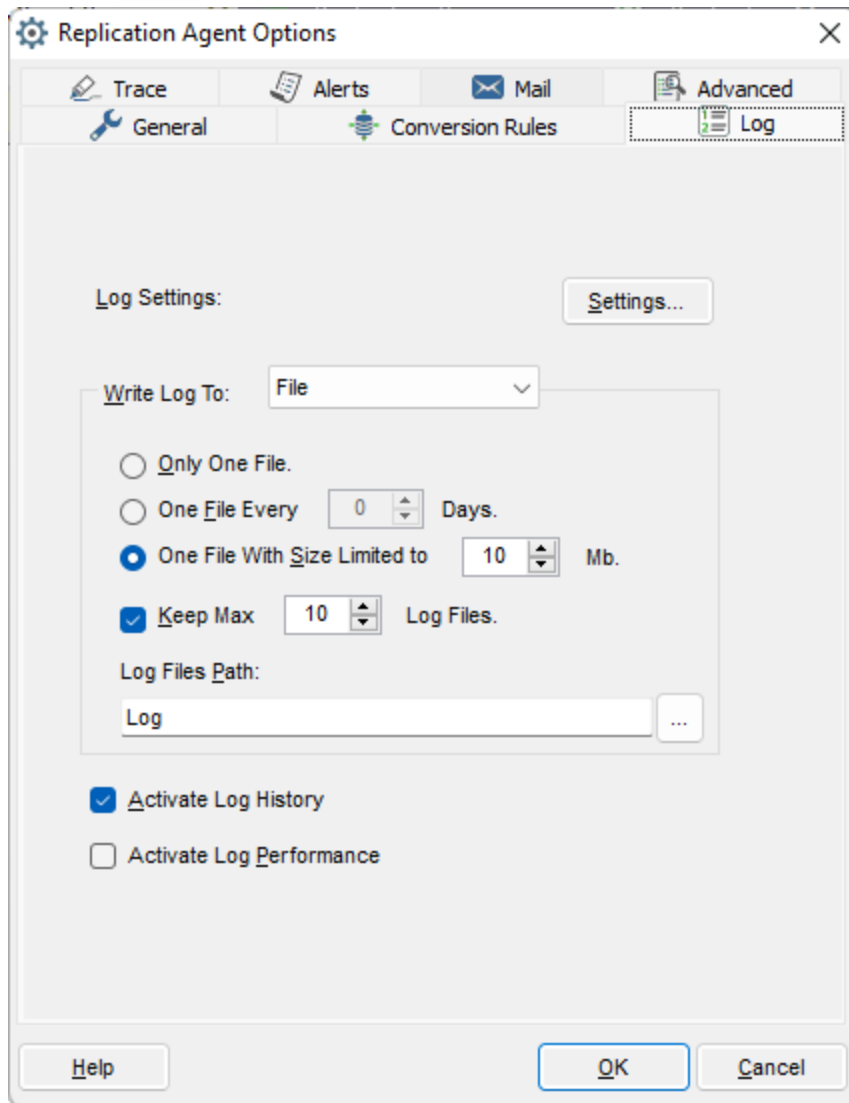 Replication Agent Options
Trace Alerts Mail Advanced
General Conversion Rules Log
Log Settings: Settings...
Write Log To: File
Only One File.
One File Every 0 Days.
One File With Size Limited to 10 Mb.
Keep Max 10 Log Files.
Log Files Path:
Log ...
Activate Log History
Activate Log Performance
Help OK Cancel